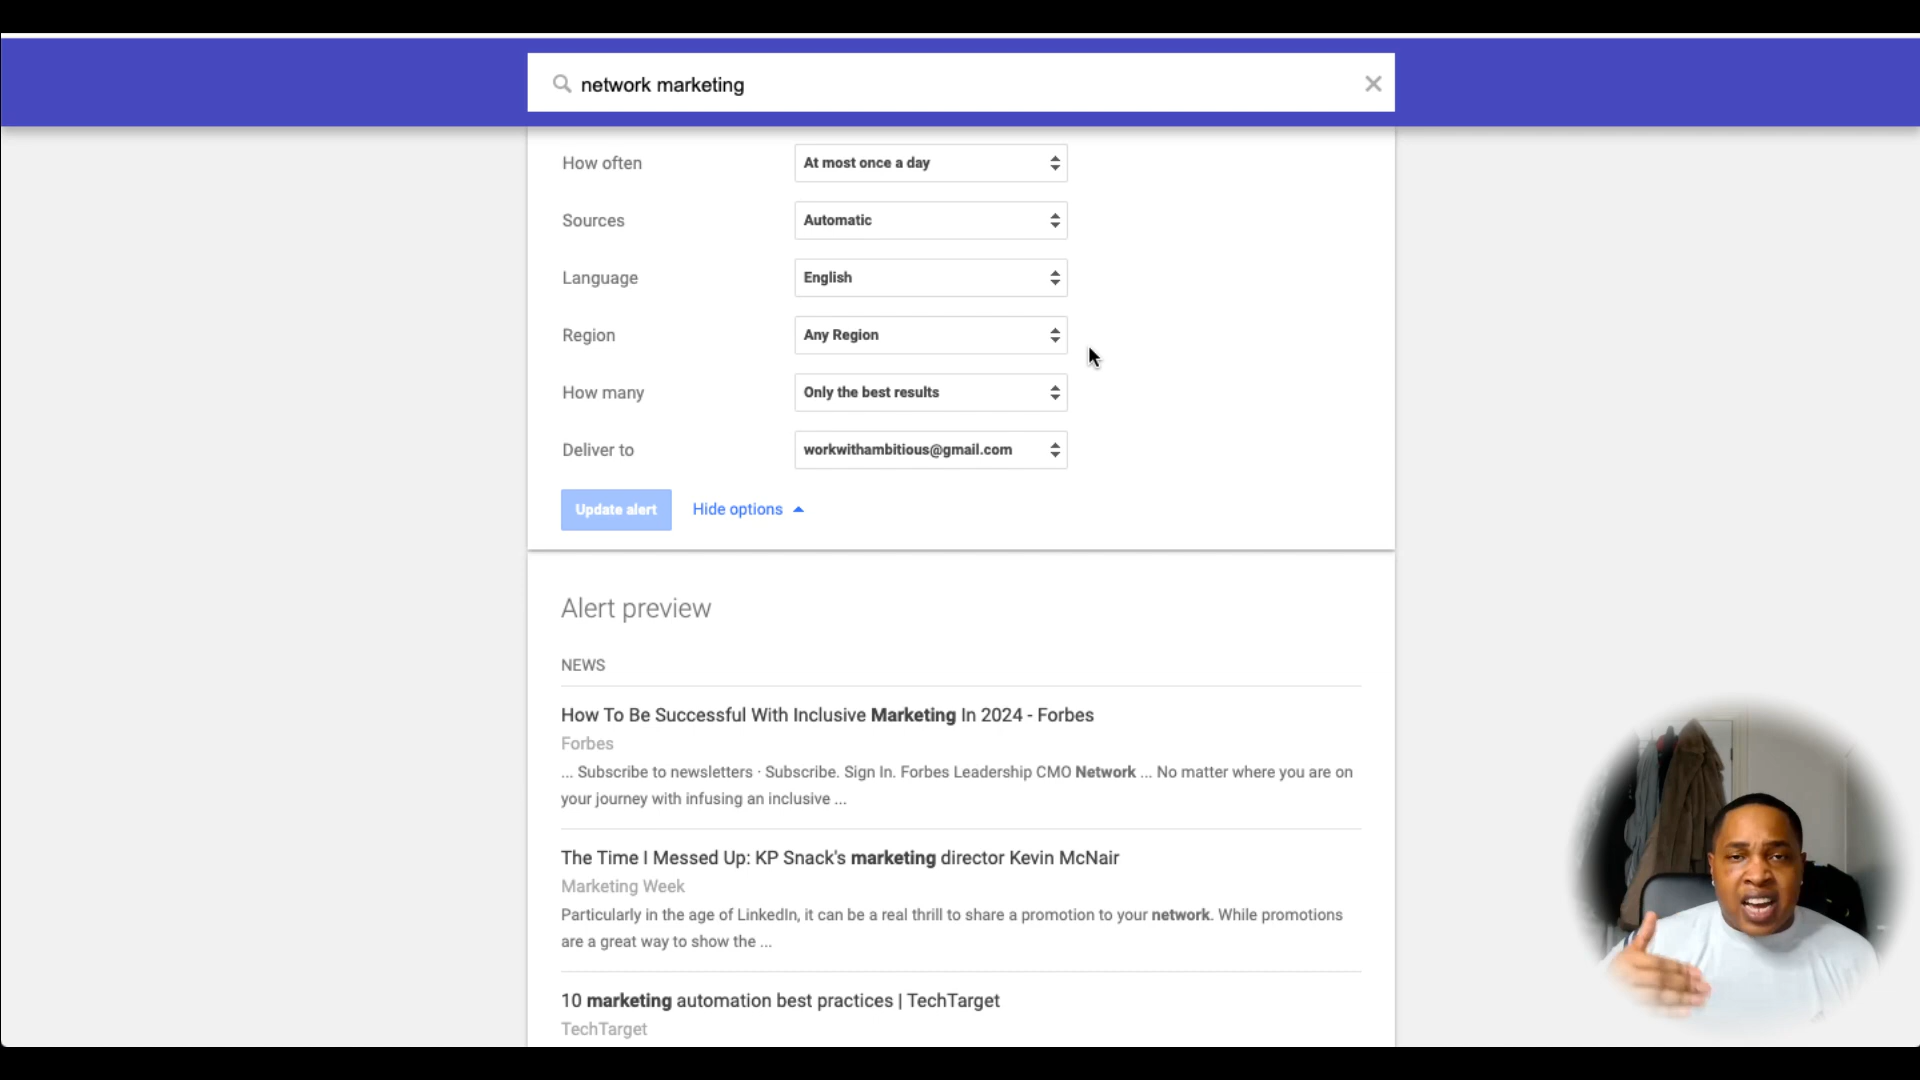 network marketing
How often At most once a day
Sources Automatic
Language English
Region Any Region
How many Only the best results
Deliver to workwithambitious@gmail.com
Update alert Hide options
Alert preview
NEWS
How To Be Successful With Inclusive Marketing In 2024 - Forbes
Forbes
... Subscribe to newsletters · Subscribe. Sign In. Forbes Leadership CMO Network ... No matter where you are on
your journey with infusing an inclusive ...
The Time I Messed Up: KP Snack's marketing director Kevin McNair
Marketing Week
Particularly in the age of LinkedIn, it can be a real thrill to share a promotion to your network. While promotions
are a great way to show the ...
10 marketing automation best practices | TechTarget
TechTarget